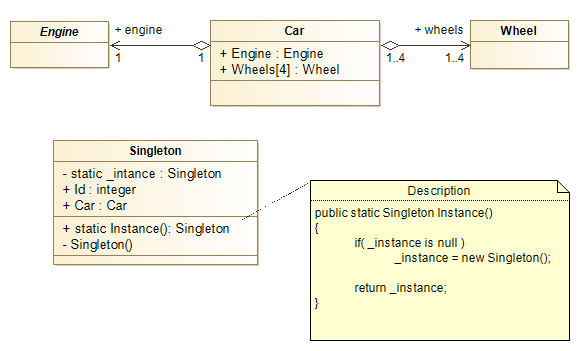 Engine
+ engine
1
1
Car
+ Engine : Engine
+ Wheels[4] : Wheel
+ wheels
1..4
1..4
Wheel
Singleton
- static _intance : Singleton
+ Id : integer
+ Car : Car
+ static Instance(): Singleton
- Singleton()
Description
public static Singleton Instance()
{
if( _instance is null )
_instance = new Singleton();
return _instance;
}